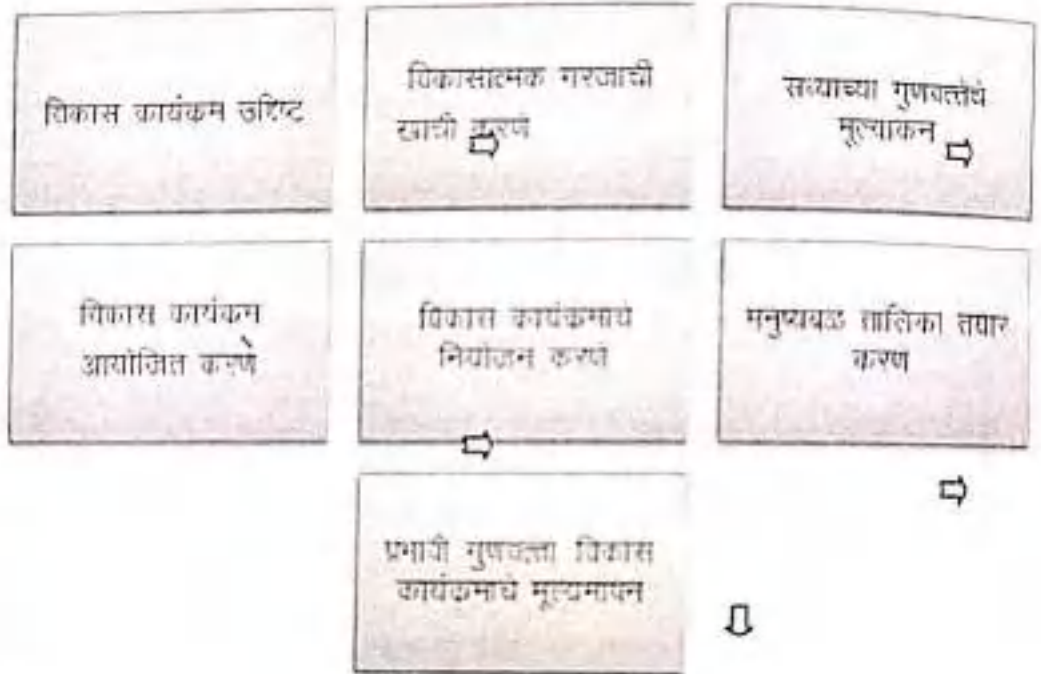 विकास कार्यक्रम उद्दिष्ट
विकासात्मक गरजाची
खात्री करणे
सध्याच्या गुणवत्तेचे
मूल्याकन
विकास कार्यक्रम
आयोजित करणे
विकास कार्यक्रमाचे
नियोजन करणे
मनुष्यबळ तालिका तयार
करण
प्रभावी गुणवत्ता विकास
कार्यक्रमाचे मूल्यमापन